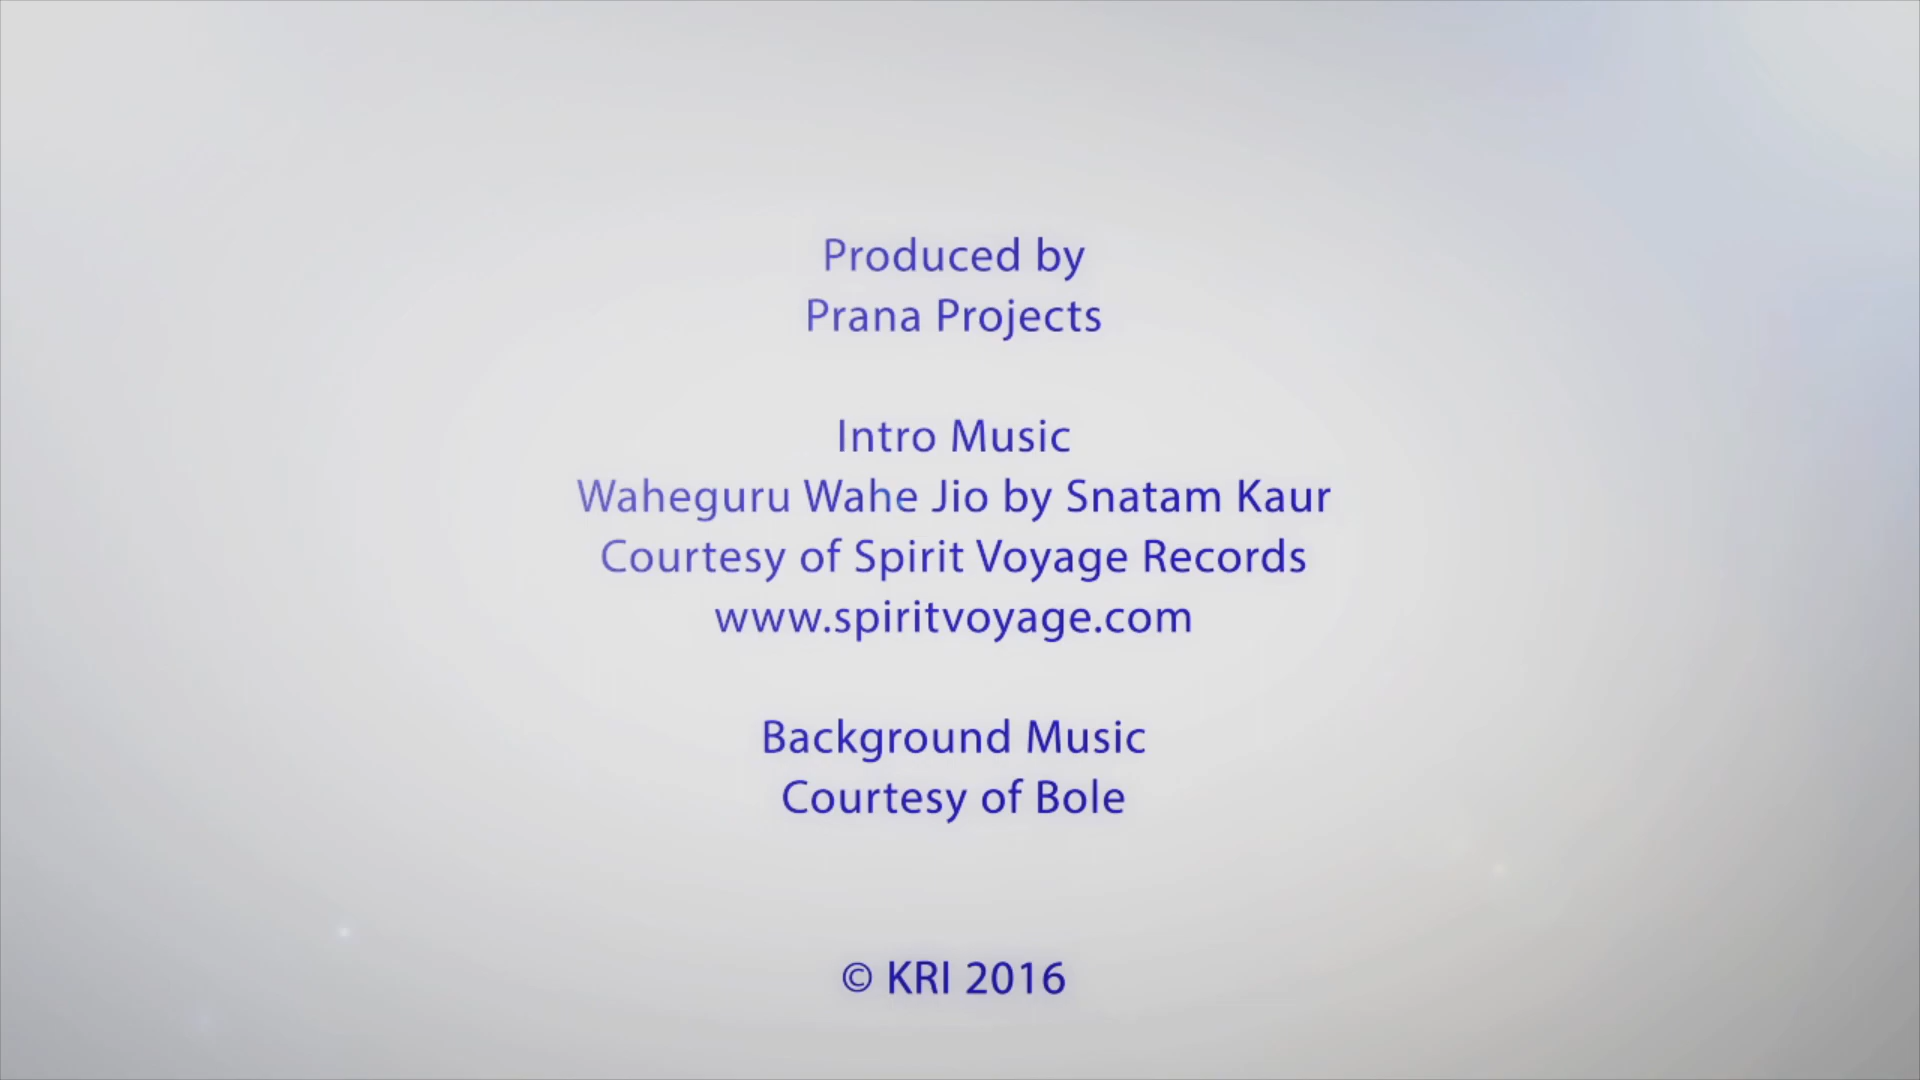 Produced by
Prana Projects
Intro Music
Waheguru Wahe Jio by Snatam Kaur
Courtesy of Spirit Voyage Records
www.spiritvoyage.com
Background Music
Courtesy of Bole
© KRI 2016